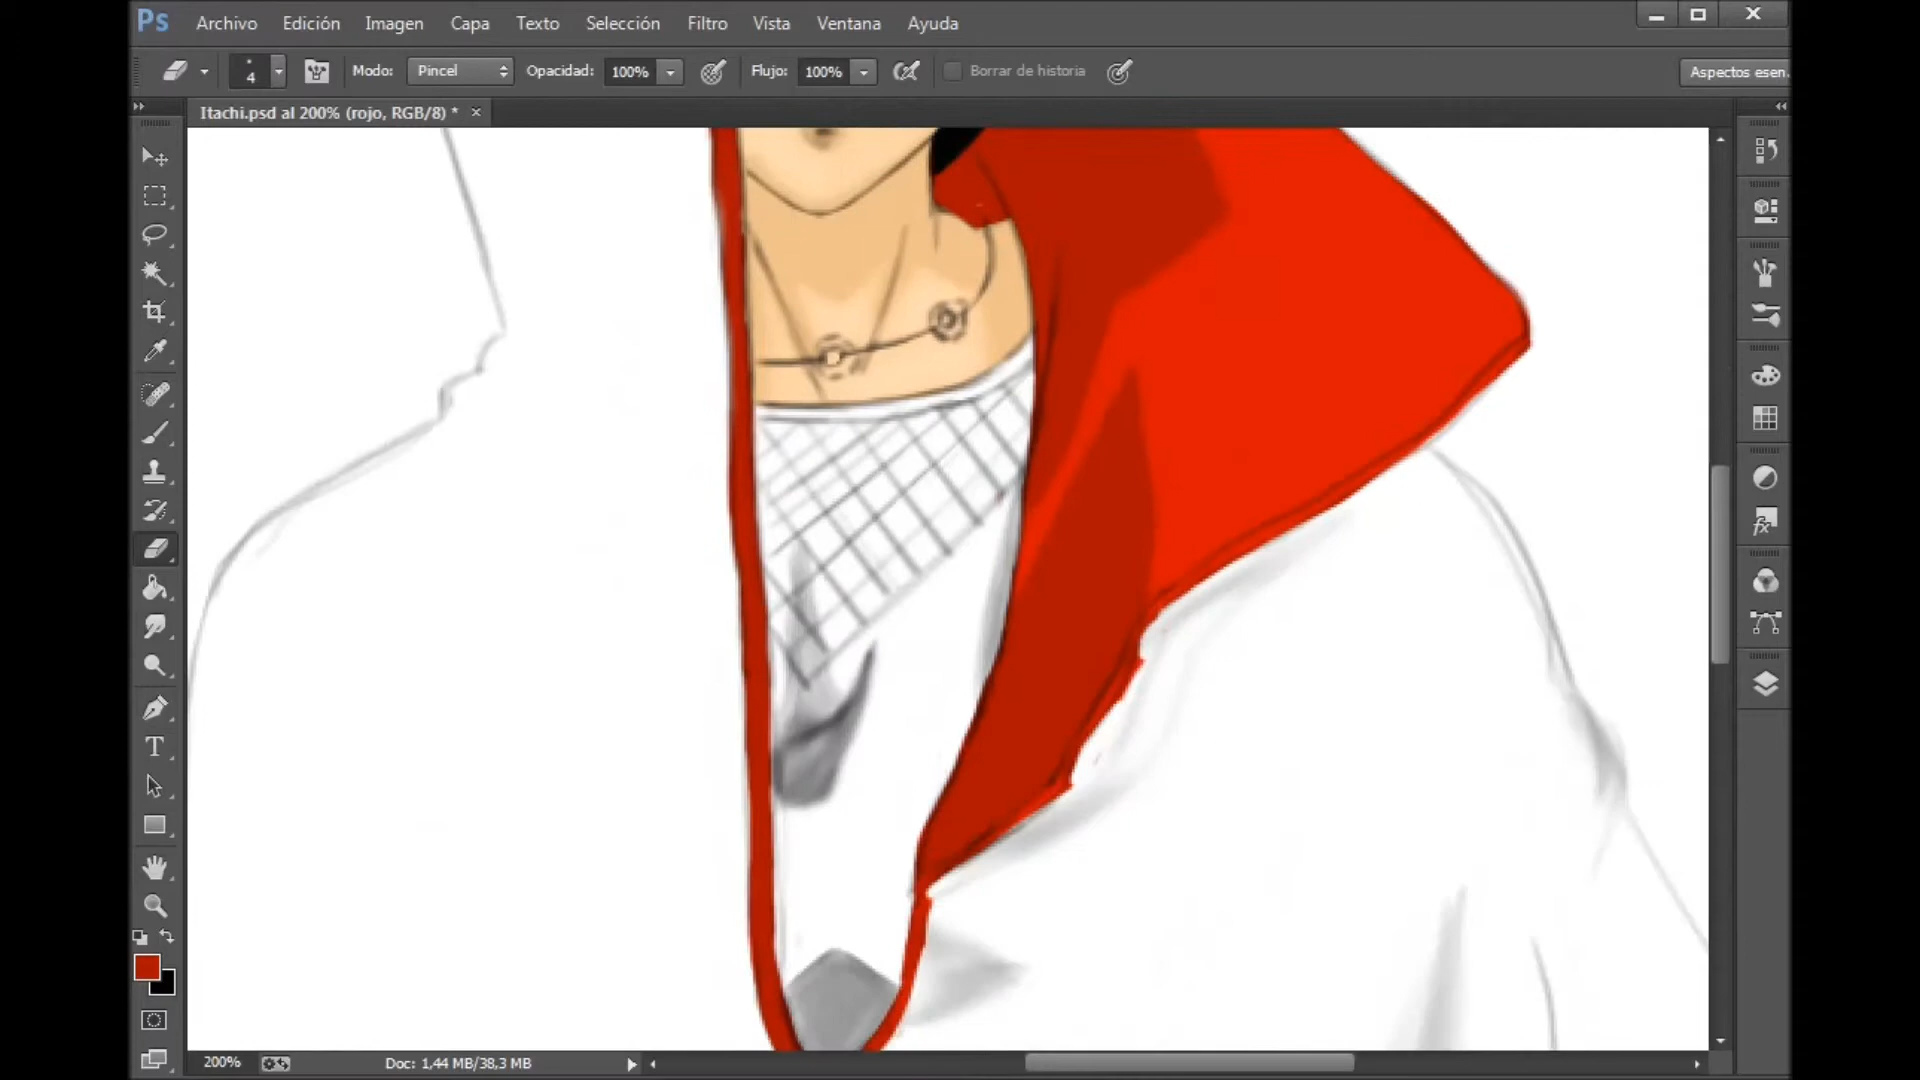 Ps Archivo Edición Imagen Capa Texto Selección Filtro Vista Ventana Ayuda
4 Modo: Pincel Opacidad: 100% Flujo: 100% Borrar de historia Aspectos esen.
Itachi.psd al 200% (rojo, RGB/8) * ×
T
fx
200% Doc: 1,44 MB/38,3 MB